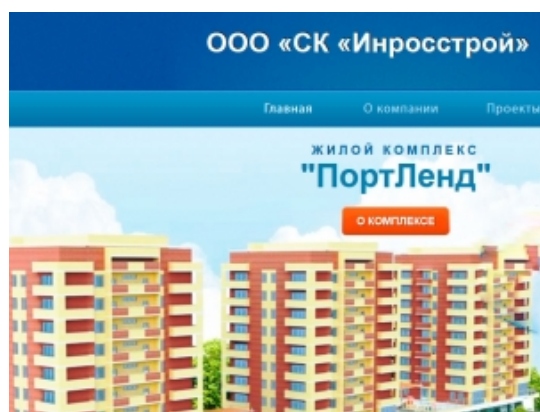 ООО «СК «Инросстрой»
Главная О компании Проекты
ЖИЛОЙ КОМПЛЕКС
"ПортЛенд"
О КОМПЛЕКСЕ